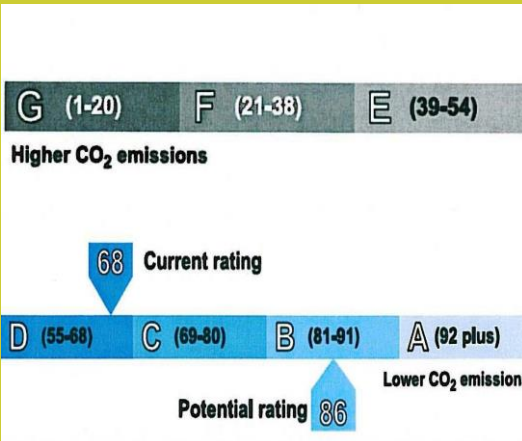 G (1-20) F (21-38) E (39-54)
Higher CO₂ emissions
68 Current rating
D (55-68) C (69-80) B (81-91) A (92 plus)
Lower CO₂ emission
Potential rating 86